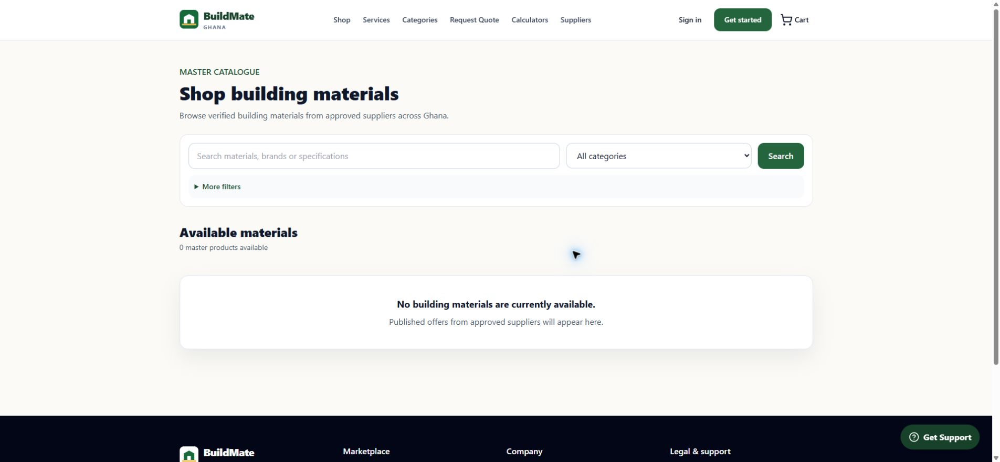 BuildMate
GHANA
Shop
Services
Categories
Request Quote
Calculators
Suppliers
Sign in
Get started
Cart
MASTER CATALOGUE
Shop building materials
Browse verified building materials from approved suppliers across Ghana.
Search materials, brands or specifications
All categories
Search
More filters
Available materials
0 master products available
No building materials are currently available.
Published offers from approved suppliers will appear here.
BuildMate
Marketplace
Company
Legal & support
Get Support